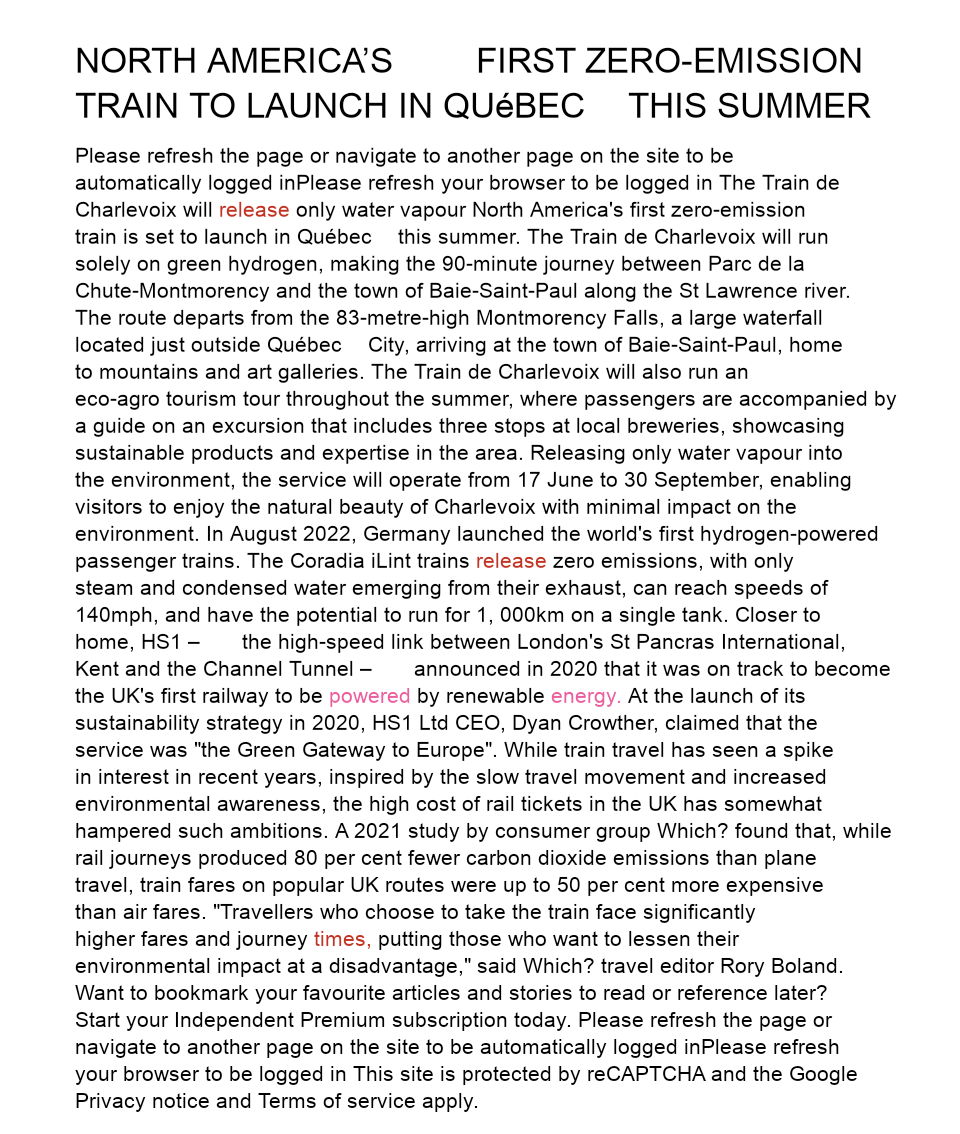 NORTH AMERICA’S FIRST ZERO-EMISSION
TRAIN TO LAUNCH IN QUéBEC THIS SUMMER
Please refresh the page or navigate to another page on the site to be
automatically logged inPlease refresh your browser to be logged in The Train de
Charlevoix will release only water vapour North America's first zero-emission
train is set to launch in Québec this summer. The Train de Charlevoix will run
solely on green hydrogen, making the 90-minute journey between Parc de la
Chute-Montmorency and the town of Baie-Saint-Paul along the St Lawrence river.
The route departs from the 83-metre-high Montmorency Falls, a large waterfall
located just outside Québec City, arriving at the town of Baie-Saint-Paul, home
to mountains and art galleries. The Train de Charlevoix will also run an
eco-agro tourism tour throughout the summer, where passengers are accompanied by
a guide on an excursion that includes three stops at local breweries, showcasing
sustainable products and expertise in the area. Releasing only water vapour into
the environment, the service will operate from 17 June to 30 September, enabling
visitors to enjoy the natural beauty of Charlevoix with minimal impact on the
environment. In August 2022, Germany launched the world's first hydrogen-powered
passenger trains. The Coradia iLint trains release zero emissions, with only
steam and condensed water emerging from their exhaust, can reach speeds of
140mph, and have the potential to run for 1, 000km on a single tank. Closer to
home, HS1 – the high-speed link between London's St Pancras International,
Kent and the Channel Tunnel – announced in 2020 that it was on track to become
the UK's first railway to be powered by renewable energy. At the launch of its
sustainability strategy in 2020, HS1 Ltd CEO, Dyan Crowther, claimed that the
service was "the Green Gateway to Europe". While train travel has seen a spike
in interest in recent years, inspired by the slow travel movement and increased
environmental awareness, the high cost of rail tickets in the UK has somewhat
hampered such ambitions. A 2021 study by consumer group Which? found that, while
rail journeys produced 80 per cent fewer carbon dioxide emissions than plane
travel, train fares on popular UK routes were up to 50 per cent more expensive
than air fares. "Travellers who choose to take the train face significantly
higher fares and journey times, putting those who want to lessen their
environmental impact at a disadvantage," said Which? travel editor Rory Boland.
Want to bookmark your favourite articles and stories to read or reference later?
Start your Independent Premium subscription today. Please refresh the page or
navigate to another page on the site to be automatically logged inPlease refresh
your browser to be logged in This site is protected by reCAPTCHA and the Google
Privacy notice and Terms of service apply.